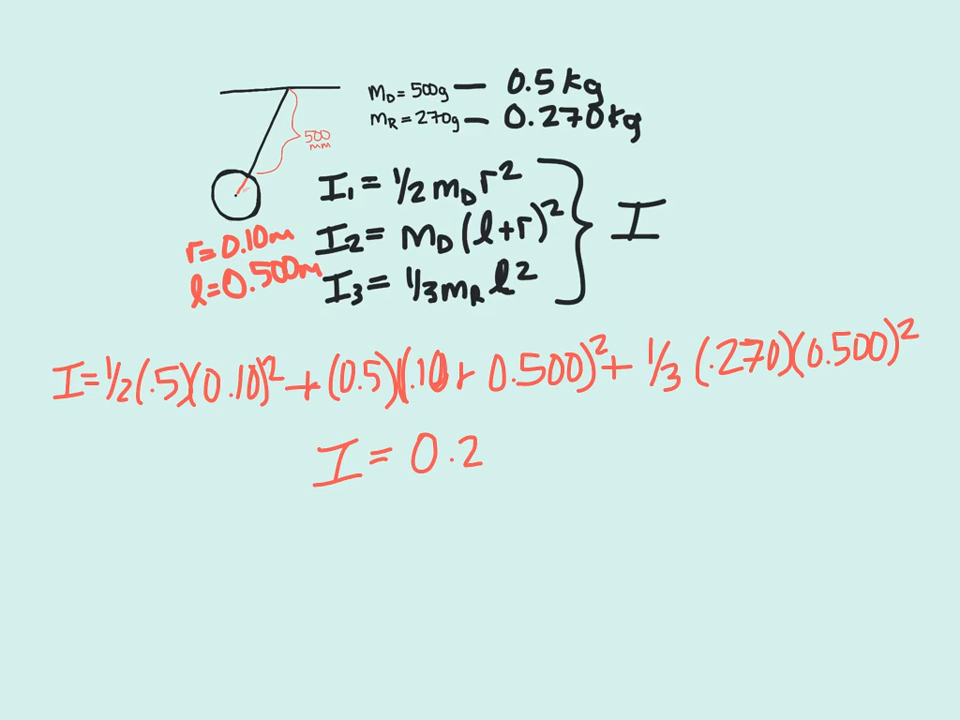 m_D = 500g — 0.5 kg
m_R = 270g — 0.270 kg
500 mm
I₁ = 1/2 m_D r²
I₂ = m_D (l+r)²
I₃ = 1/3 m_R l²
} I
r = 0.10m
l = 0.500m
I = 1/2 (.5)(0.10)² + (0.5)(.10 + 0.500)² + 1/3 (.270)(0.500)²
I = 0.2